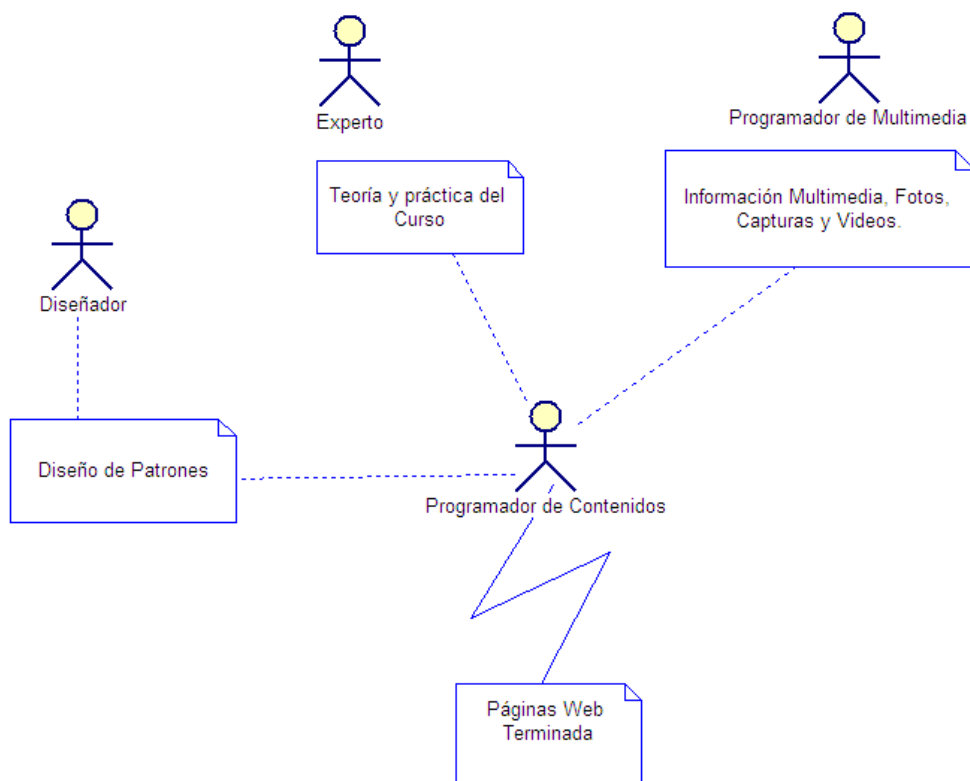 Experto
Programador de Multimedia
Teoría y práctica del
Curso
Información Multimedia, Fotos,
Capturas y Videos.
Diseñador
Diseño de Patrones
Programador de Contenidos
Páginas Web
Terminada